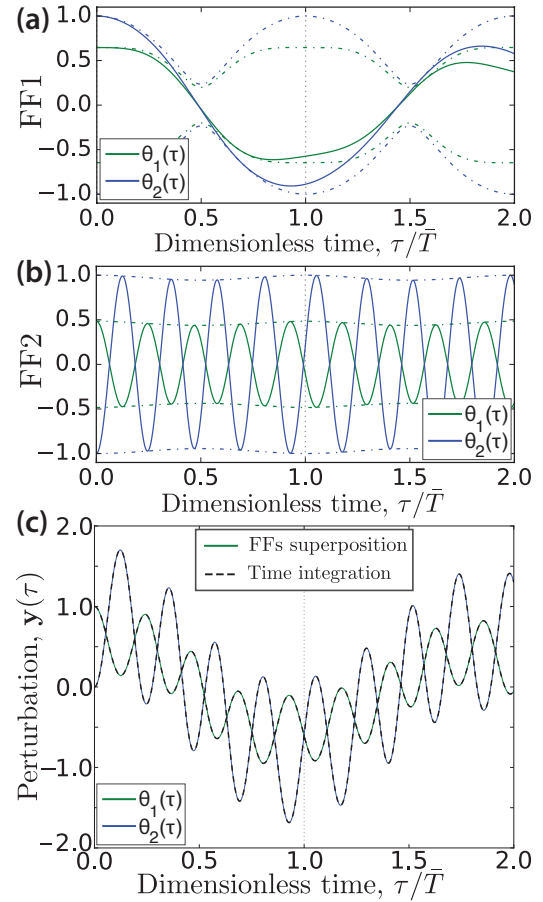 (a)
FF1
1.0
0.5
0.0
−0.5
−1.0
θ₁(τ)
θ₂(τ)
0.0 0.5 1.0 1.5 2.0
Dimensionless time, τ/T̄
(b)
FF2
1.0
0.5
0.0
−0.5
−1.0
θ₁(τ)
θ₂(τ)
0.0 0.5 1.0 1.5 2.0
Dimensionless time, τ/T̄
(c)
Perturbation, y(τ)
2.0
1.0
0.0
−1.0
−2.0
FFs superposition
Time integration
θ₁(τ)
θ₂(τ)
0.0 0.5 1.0 1.5 2.0
Dimensionless time, τ/T̄